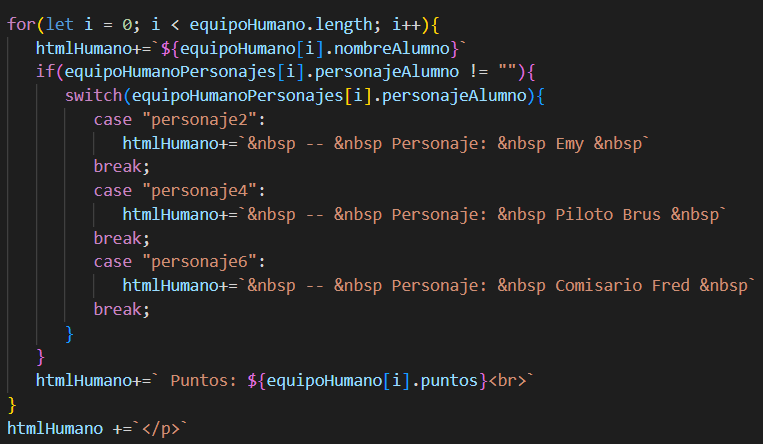 for(let i = 0; i < equipoHumano.length; i++){
htmlHumano+=`${equipoHumano[i].nombreAlumno}`
if(equipoHumanoPersonajes[i].personajeAlumno != ""){
switch(equipoHumanoPersonajes[i].personajeAlumno){
case "personaje2":
htmlHumano+=`&nbsp -- &nbsp Personaje: &nbsp Emy &nbsp`
break;
case "personaje4":
htmlHumano+=`&nbsp -- &nbsp Personaje: &nbsp Piloto Brus &nbsp`
break;
case "personaje6":
htmlHumano+=`&nbsp -- &nbsp Personaje: &nbsp Comisario Fred &nbsp`
break;
}
}
htmlHumano+=` Puntos: ${equipoHumano[i].puntos}<br>`
}
htmlHumano +=`</p>`